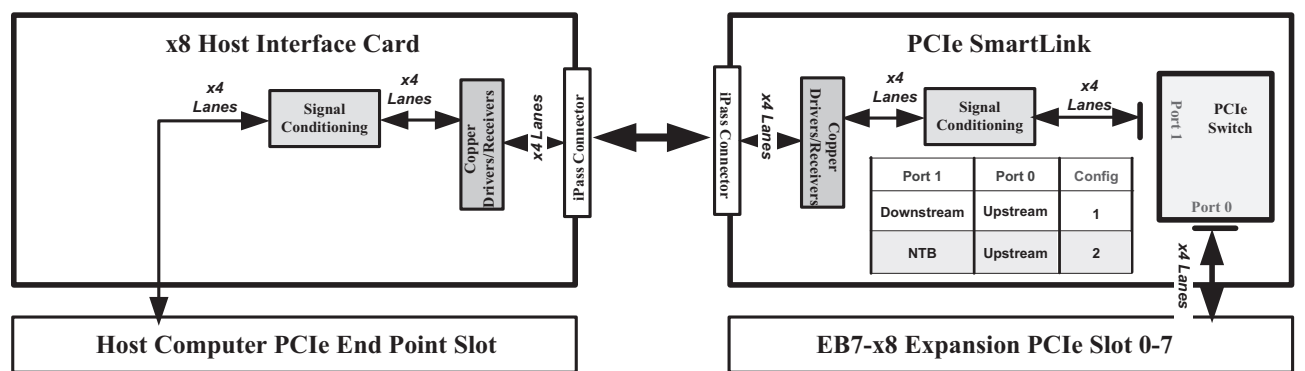 x8 Host Interface Card
x4
Lanes
Signal
Conditioning
x4
Lanes
Copper
Drivers/Receivers
x4 Lanes
iPass Connector
Host Computer PCIe End Point Slot
PCIe SmartLink
iPass Connector
x4 Lanes
Copper
Drivers/Receivers
x4
Lanes
Signal
Conditioning
x4
Lanes
Port 1
PCIe
Switch
Port 0
Port 1 Port 0 Config
Downstream Upstream 1
NTB Upstream 2
x4 Lanes
EB7-x8 Expansion PCIe Slot 0-7